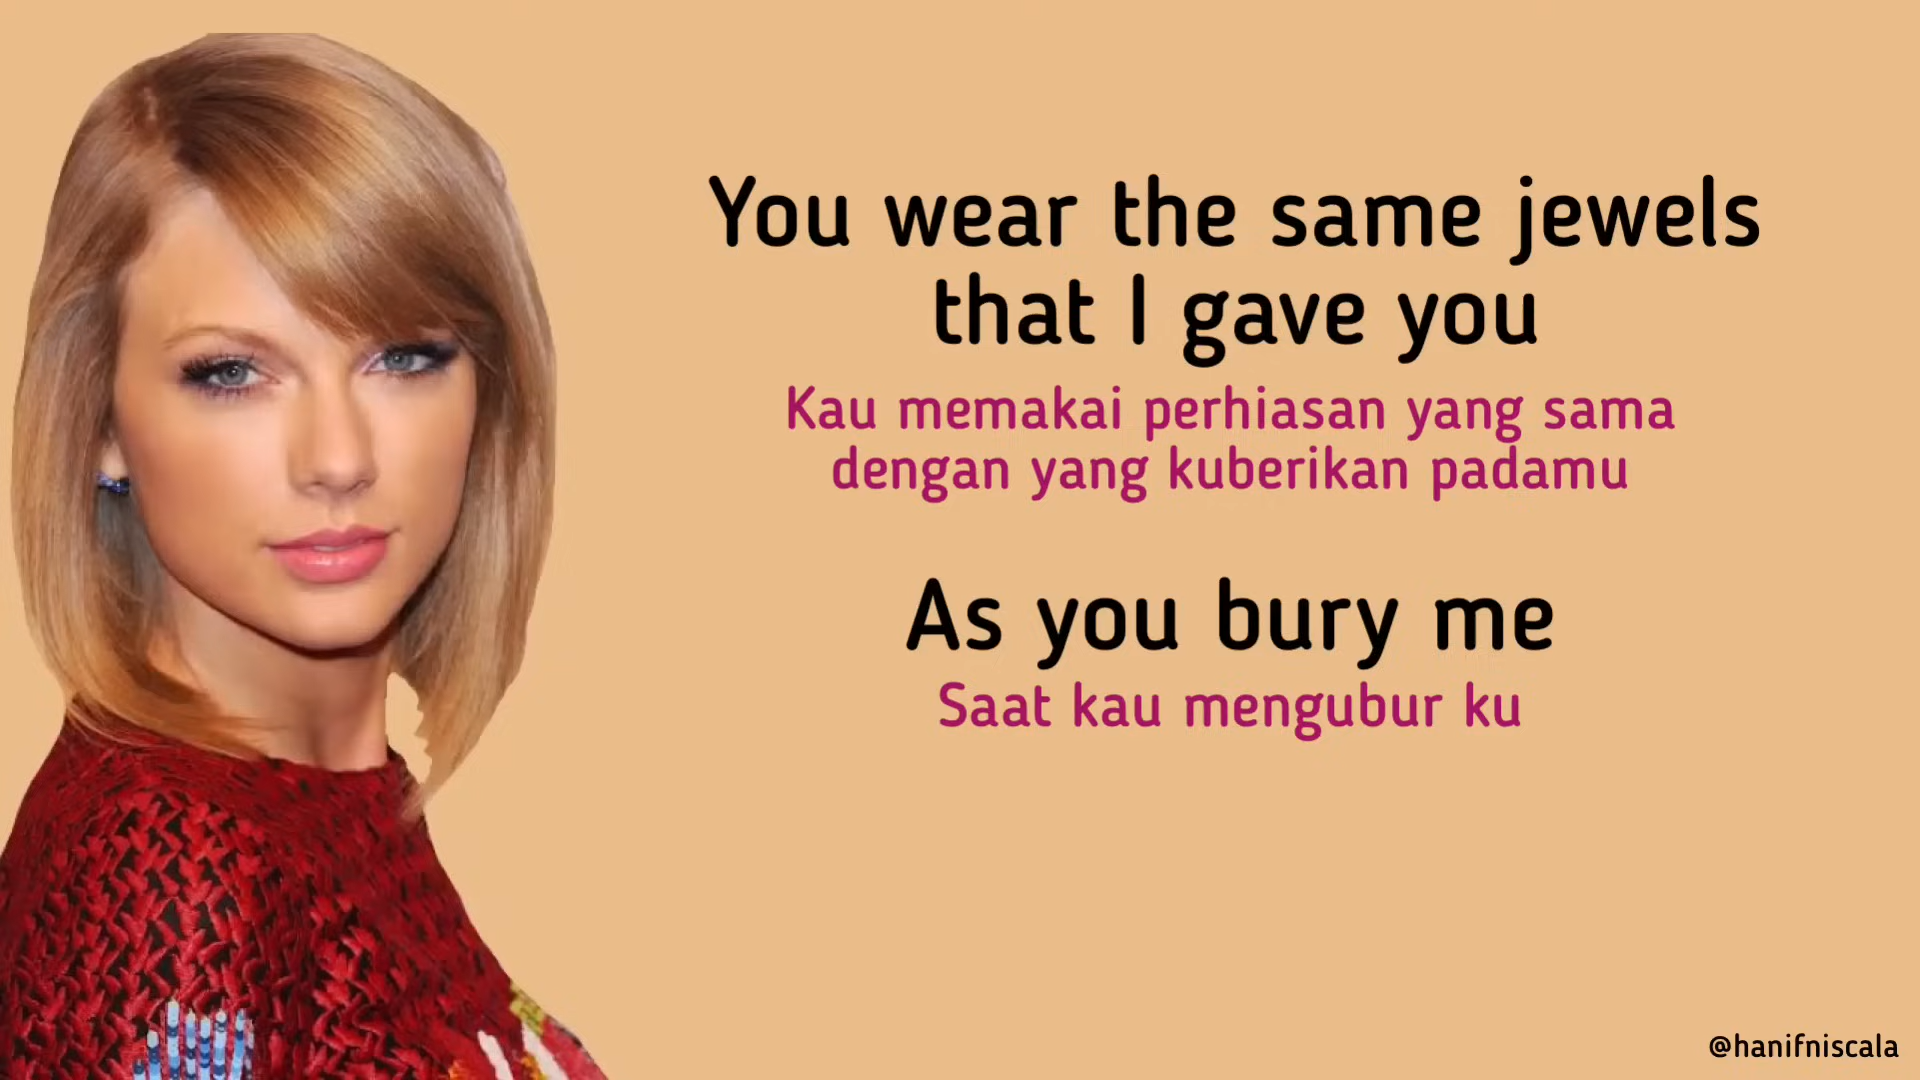 You wear the same jewels
that I gave you
Kau memakai perhiasan yang sama
dengan yang kuberikan padamu
As you bury me
Saat kau mengubur ku
@hanifniscala